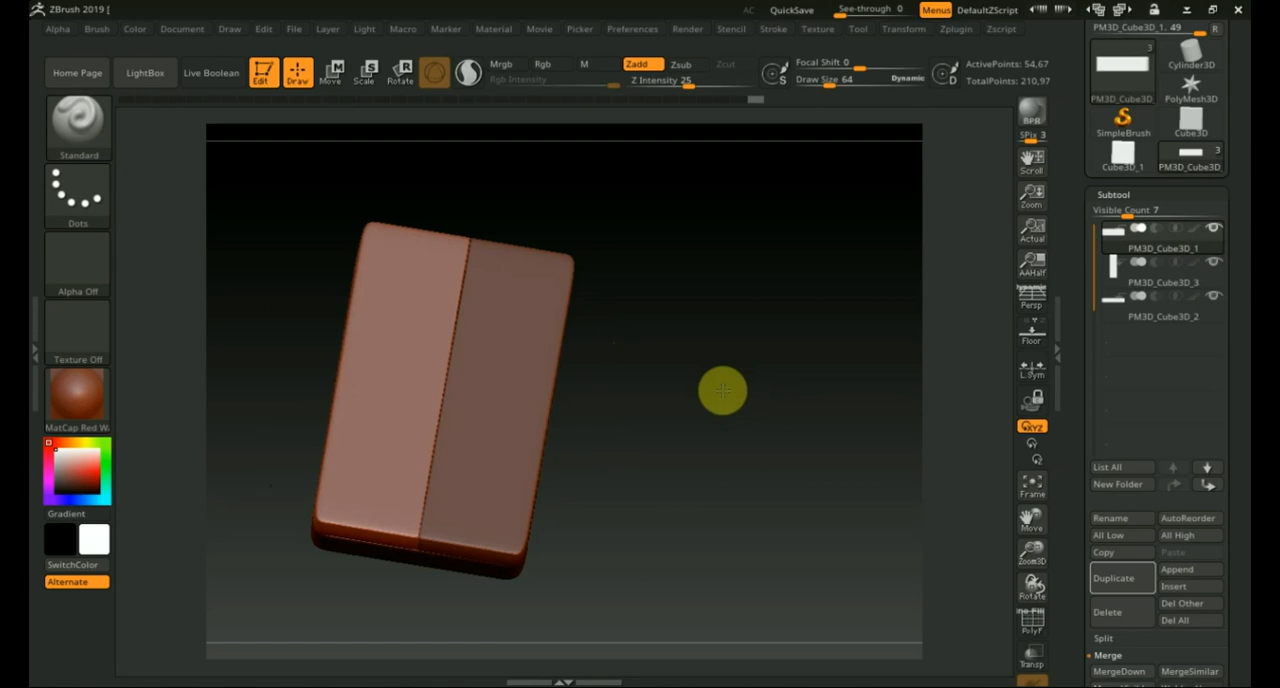 ZBrush 2019 [
AC QuickSave See-through 0 Menus DefaultZScript
Alpha Brush Color Document Draw Edit File Layer Light Macro Marker Material Movie Picker Preferences Render Stencil Stroke Texture Tool Transform Zplugin Zscript
PM3D_Cube3D_1. 49 R
Home Page LightBox Live Boolean Edit Draw Move Scale Rotate
Mrgb Rgb M Zadd Zsub Zcut
Rgb Intensity Z Intensity 25
S Focal Shift 0
Draw Size 64 Dynamic D
ActivePoints: 54,67
TotalPoints: 210,97
3
PM3D_Cube3D_ Cylinder3D
PolyMesh3D
SimpleBrush Cube3D
3
Cube3D_1 PM3D_Cube3D_
Standard
Dots
Alpha Off
Texture Off
MatCap Red W
Gradient
SwitchColor
Alternate
BPR
SPix 3
Scroll
Zoom
Actual
AAHalf
Dynamic
Persp
Floor
L.Sym
XYZ
Y
Z
Frame
Move
Zoom3D
Rotate
PolyF
Transp
Subtool
Visible Count 7
PM3D_Cube3D_1
PM3D_Cube3D_3
PM3D_Cube3D_2
List All
New Folder
Rename AutoReorder
All Low All High
Copy Paste
Duplicate Append
Insert
Delete Del Other
Del All
Split
Merge
MergeDown MergeSimilar